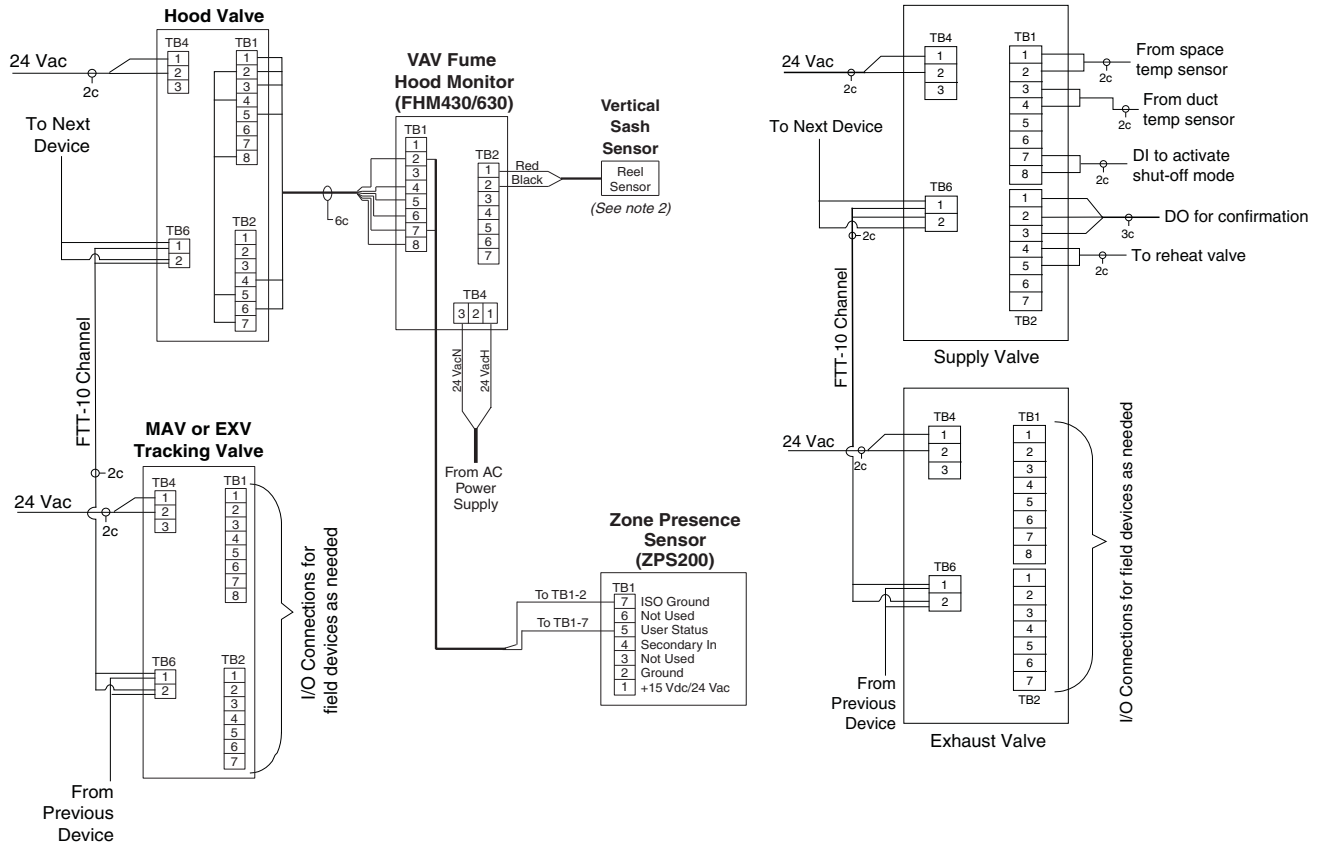 Hood Valve
24 Vac
2c
TB4
1
2
3
TB1
1
2
3
4
5
6
7
8
To Next
Device
TB6
1
2
TB2
1
2
3
4
5
6
7
6c
FTT-10 Channel
2c
VAV Fume
Hood Monitor
(FHM430/630)
TB1
1
2
3
4
5
6
7
8
TB2
1
2
3
4
5
6
7
Red
Black
Vertical
Sash
Sensor
Reel
Sensor
(See note 2)
TB4
3 2 1
24 VacN
24 VacH
From AC
Power
Supply
MAV or EXV
Tracking Valve
24 Vac
2c
TB4
1
2
3
TB1
1
2
3
4
5
6
7
8
TB6
1
2
TB2
1
2
3
4
5
6
7
I/O Connections for
field devices as needed
From
Previous
Device
Zone Presence
Sensor
(ZPS200)
TB1
To TB1-2
To TB1-7
7 ISO Ground
6 Not Used
5 User Status
4 Secondary In
3 Not Used
2 Ground
1 +15 Vdc/24 Vac
24 Vac
2c
TB4
1
2
3
TB1
1
2
3
4
5
6
7
8
From space
temp sensor
2c
From duct
temp sensor
2c
DI to activate
shut-off mode
2c
To Next Device
TB6
1
2
2c
1
2
3
4
5
6
7
TB2
DO for confirmation
3c
To reheat valve
2c
Supply Valve
FTT-10 Channel
24 Vac
2c
TB4
1
2
3
TB1
1
2
3
4
5
6
7
8
TB6
1
2
1
2
3
4
5
6
7
TB2
I/O Connections for field devices as needed
From
Previous
Device
Exhaust Valve